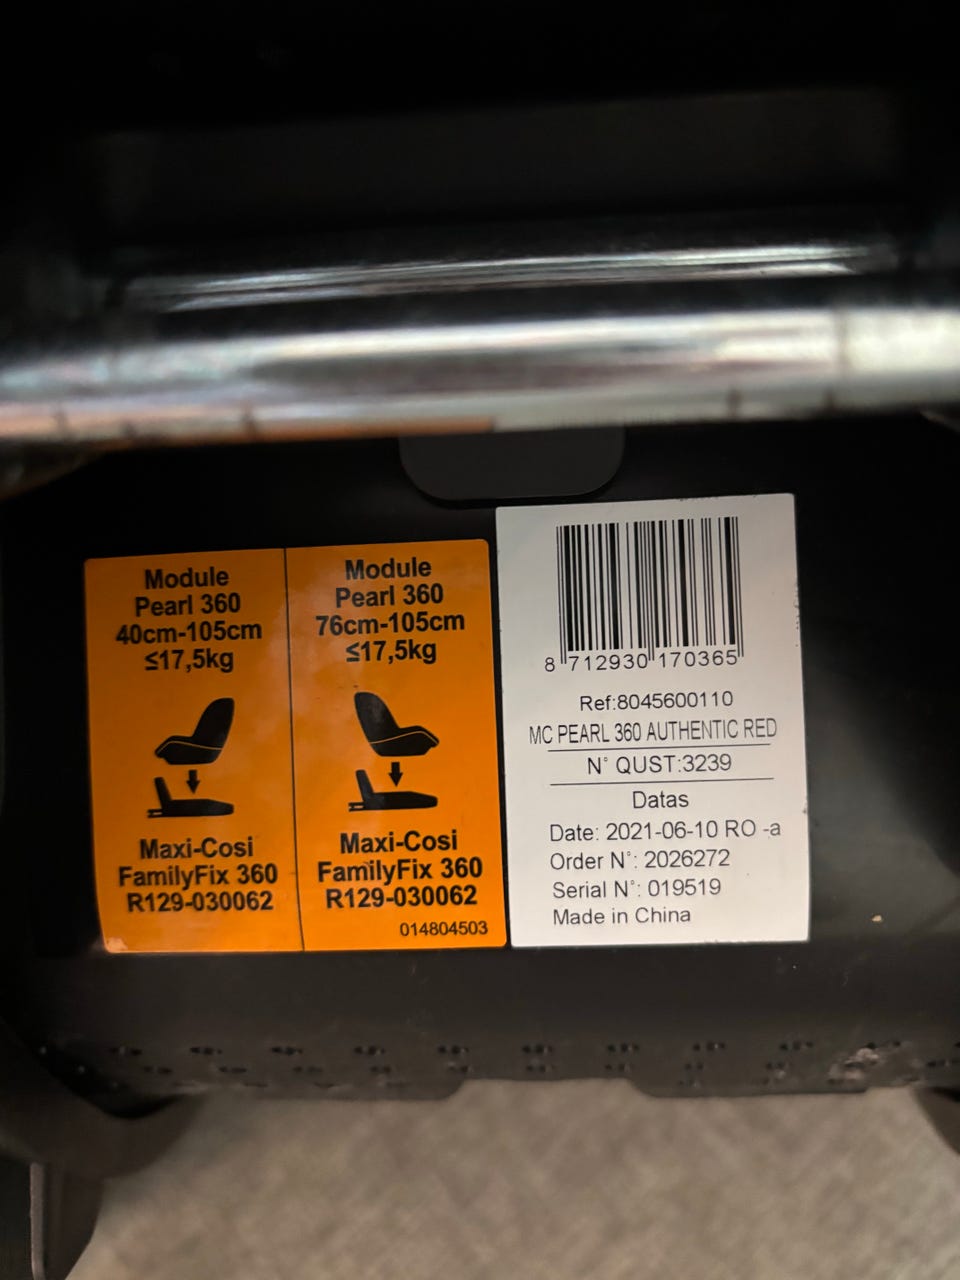 Module
Pearl 360
40cm-105cm
≤17,5kg
Maxi-Cosi
FamilyFix 360
R129-030062
Module
Pearl 360
76cm-105cm
≤17,5kg
Maxi-Cosi
FamilyFix 360
R129-030062
014804503
8 712930 170365
Ref:8045600110
MC PEARL 360 AUTHENTIC RED
N° QUST:3239
Datas
Date: 2021-06-10 RO -a
Order N°: 2026272
Serial N°: 019519
Made in China